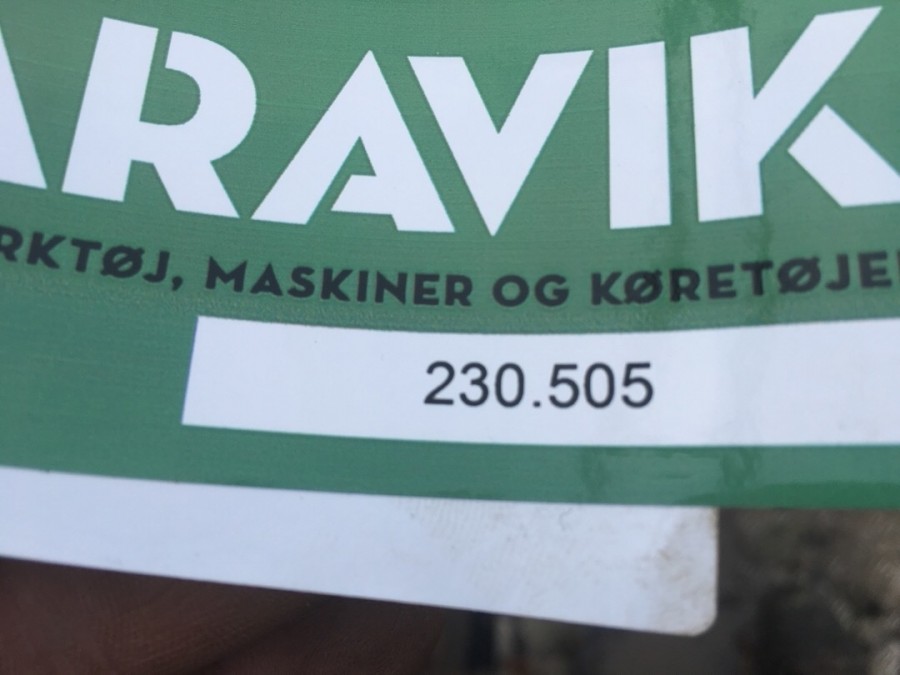 ARAVIK
RKTØJ, MASKINER OG KØRETØJE
230.505